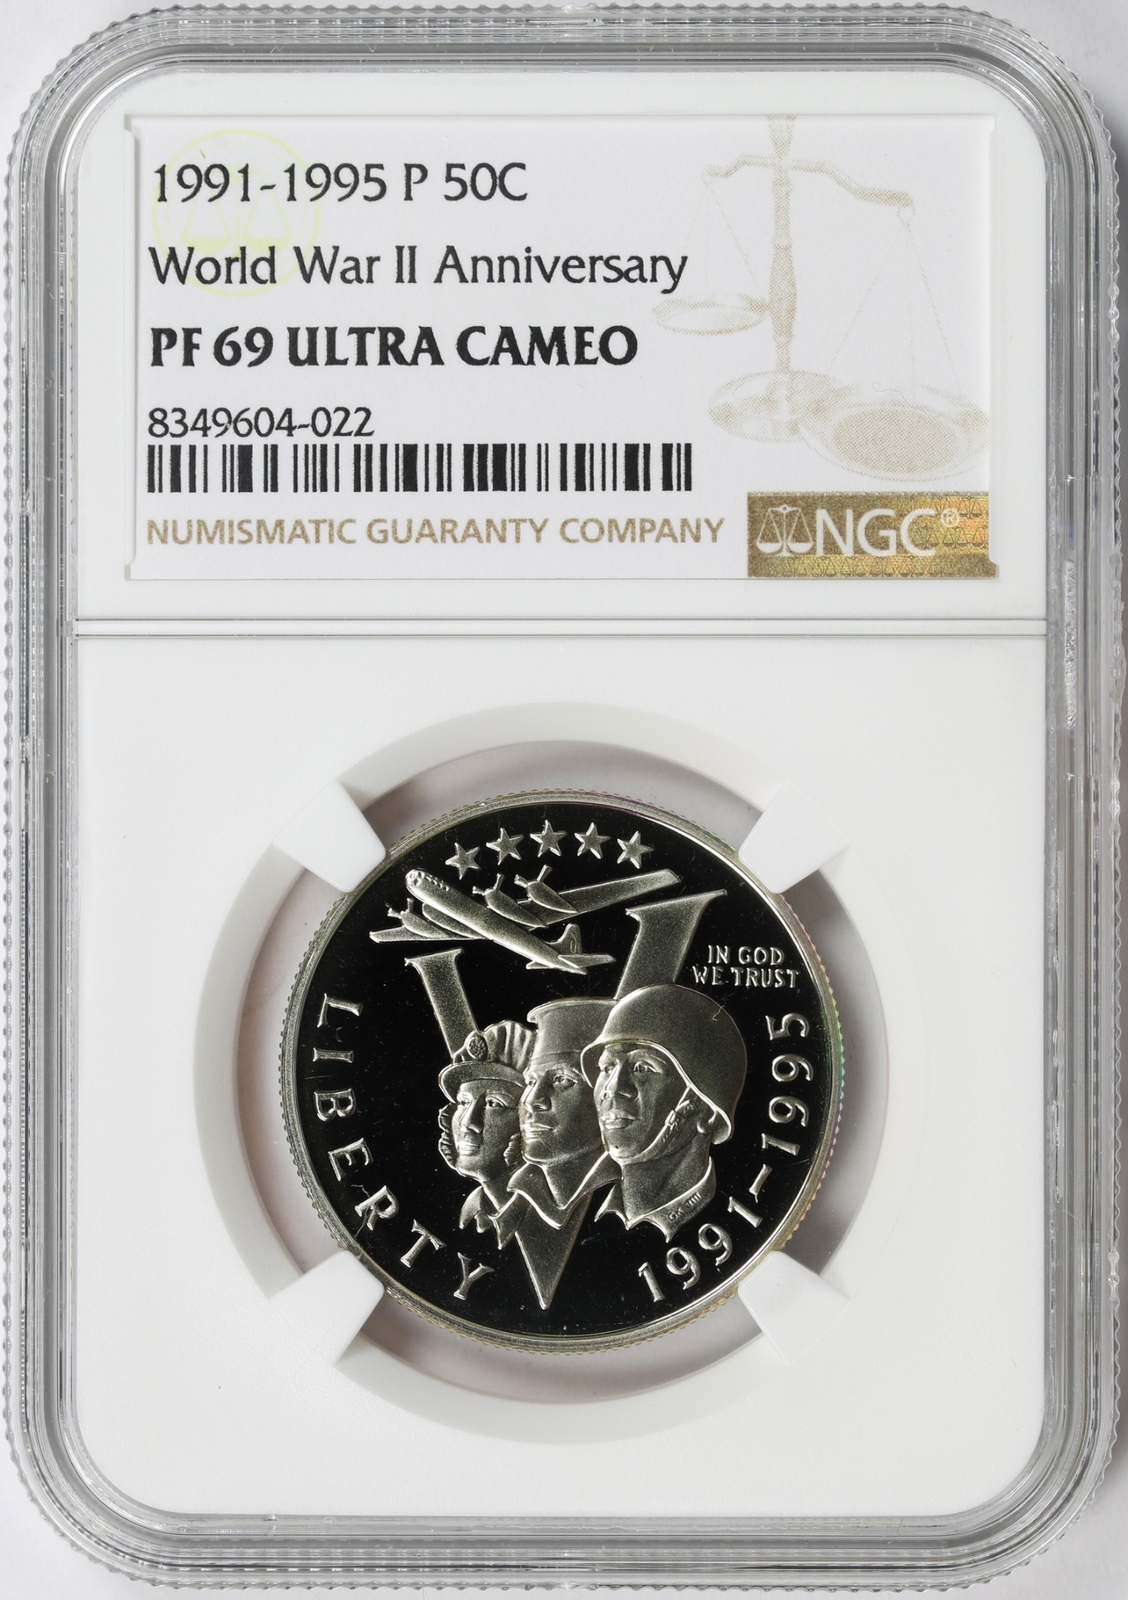 1991-1995 P 50C
World War II Anniversary
PF 69 ULTRA CAMEO
8349604-022
NUMISMATIC GUARANTY COMPANY
NGC®
IN GOD
WE TRUST
LIBERTY
1991-1995